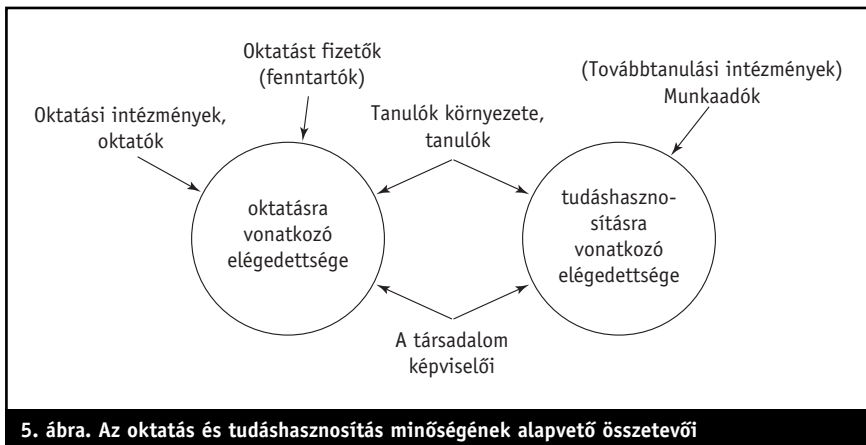 Oktatást fizetők
(fenntartók)
(Továbbtanulási intézmények)
Munkaadók
Oktatási intézmények,
oktatók
Tanulók környezete,
tanulók
oktatásra
vonatkozó
elégedettsége
tudáshaszno-
sításra
vonatkozó
elégedettsége
A társadalom
képviselői
5. ábra. Az oktatás és tudáshasznosítás minőségének alapvető összetevői